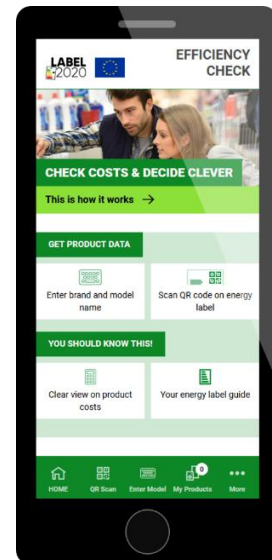 LABEL
2020
EFFICIENCY
CHECK
CHECK COSTS & DECIDE CLEVER
This is how it works →
GET PRODUCT DATA
Enter brand and model
name
Scan QR code on energy
label
YOU SHOULD KNOW THIS!
Clear view on product
costs
Your energy label guide
0
HOME QR Scan Enter Model My Products More